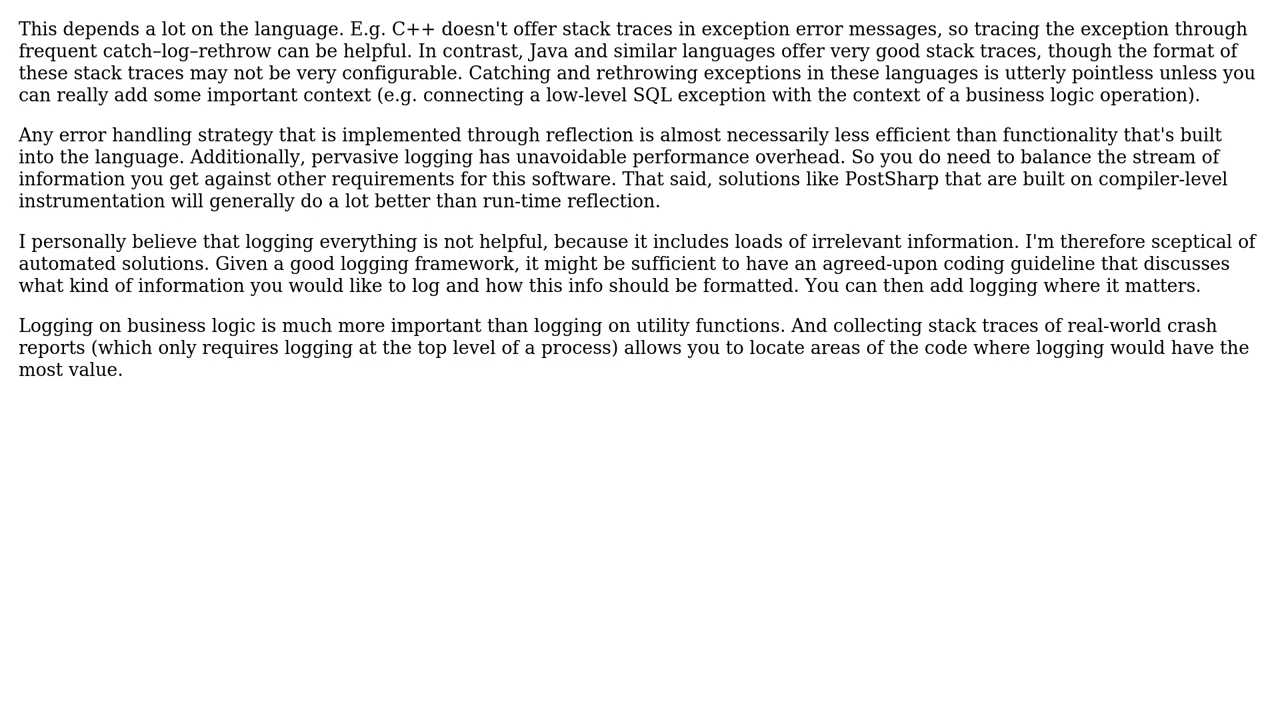 This depends a lot on the language. E.g. C++ doesn't offer stack traces in exception error messages, so tracing the exception through
frequent catch–log–rethrow can be helpful. In contrast, Java and similar languages offer very good stack traces, though the format of
these stack traces may not be very configurable. Catching and rethrowing exceptions in these languages is utterly pointless unless you
can really add some important context (e.g. connecting a low-level SQL exception with the context of a business logic operation).
Any error handling strategy that is implemented through reflection is almost necessarily less efficient than functionality that's built
into the language. Additionally, pervasive logging has unavoidable performance overhead. So you do need to balance the stream of
information you get against other requirements for this software. That said, solutions like PostSharp that are built on compiler-level
instrumentation will generally do a lot better than run-time reflection.
I personally believe that logging everything is not helpful, because it includes loads of irrelevant information. I'm therefore sceptical of
automated solutions. Given a good logging framework, it might be sufficient to have an agreed-upon coding guideline that discusses
what kind of information you would like to log and how this info should be formatted. You can then add logging where it matters.
Logging on business logic is much more important than logging on utility functions. And collecting stack traces of real-world crash
reports (which only requires logging at the top level of a process) allows you to locate areas of the code where logging would have the
most value.